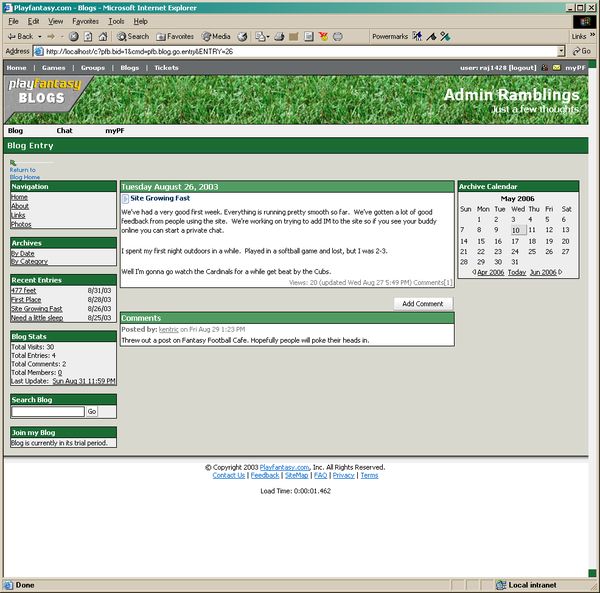 Playfantasy.com - Blogs - Microsoft Internet Explorer
File Edit View Favorites Tools Help
Back Search Favorites Media Powermarks
Address http://localhost/c?pfb.bid=1&cmd=pfb.blog.go.entry&ENTRY=26 Go Links »
Home | Games | Groups | Blogs | Tickets user: raj1428 [logout] myPF
playfantasy
BLOGS
Admin Ramblings
Just a few thoughts
Blog Chat myPF
Blog Entry
Return to
Blog Home
Navigation
Home
About
Links
Photos
Archives
By Date
By Category
Recent Entries
477 feet 8/31/03
First Place 8/28/03
Site Growing Fast 8/26/03
Need a little sleep 8/25/03
Blog Stats
Total Visits: 30
Total Entries: 4
Total Comments: 2
Total Members: 0
Last Update: Sun Aug 31 11:59 PM
Search Blog
Go
Join my Blog
Blog is currently in its trial period.
Tuesday August 26, 2003
Site Growing Fast
We've had a very good first week. Everything is running pretty smooth so far. We've gotten a lot of good
feedback from people using the site. We're working on trying to add IM to the site so if you see your buddy
online you can start a private chat.
I spent my first night outdoors in a while. Played in a softball game and lost, but I was 2-3.
Well I'm gonna go watch the Cardinals for a while get beat by the Cubs.
Views: 20 (updated Wed Aug 27 5:49 PM) Comments[1]
Add Comment
Comments
Posted by: kentric on Fri Aug 29 1:23 PM
Threw out a post on Fantasy Football Cafe. Hopefully people will poke their heads in.
Archive Calendar
May 2006
Sun Mon Tue Wed Thu Fri Sat
1 2 3 4 5 6
7 8 9 10 11 12 13
14 15 16 17 18 19 20
21 22 23 24 25 26 27
28 29 30 31
Apr 2006 Today Jun 2006
© Copyright 2003 Playfantasy.com, Inc. All Rights Reserved.
Contact Us | Feedback | SiteMap | FAQ | Privacy | Terms
Load Time: 0:00:01.462
Done Local intranet